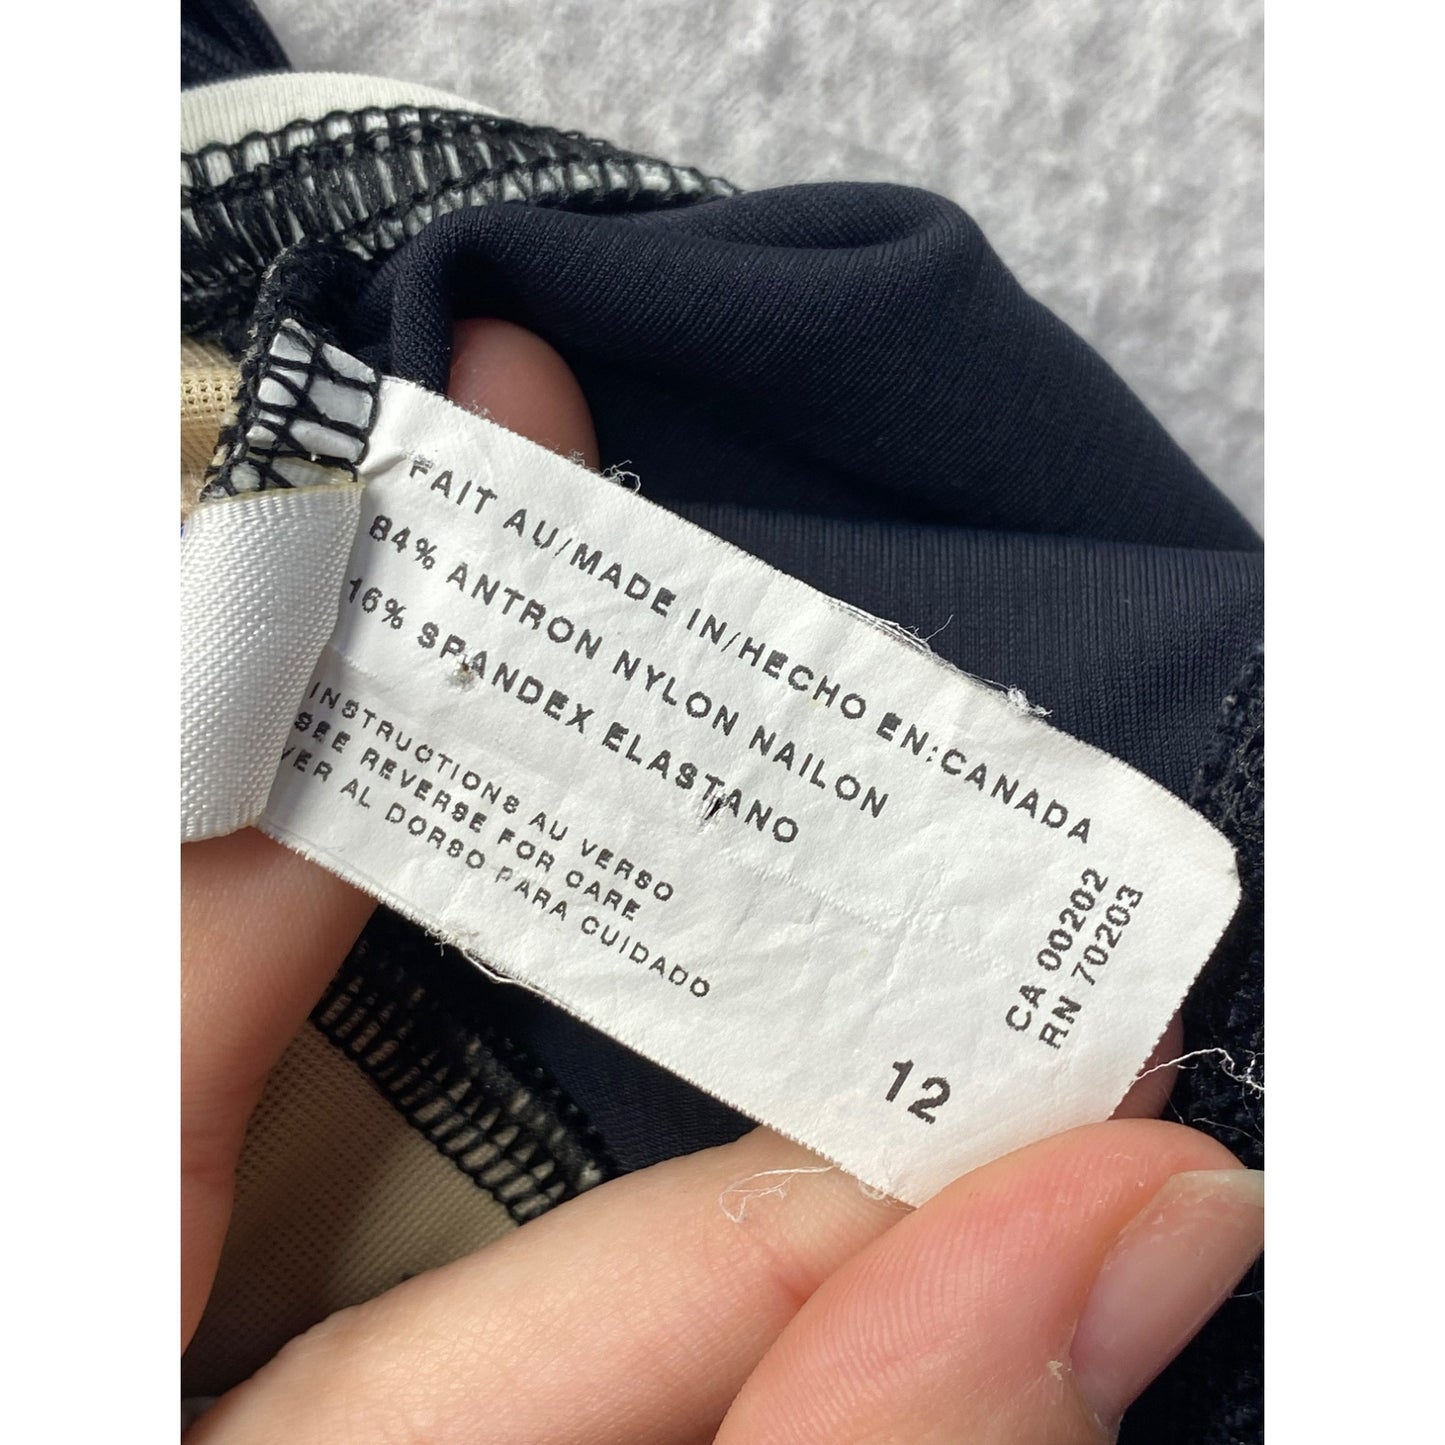 FAIT AU/MADE IN/HECHO EN:CANADA
84% ANTRON NYLON NAILON
16% SPANDEX ELASTANO
INSTRUCTIONS AU VERSO
SEE REVERSE FOR CARE
VER AL DORSO PARA CUIDADO
CA 00202
RN 70203
12